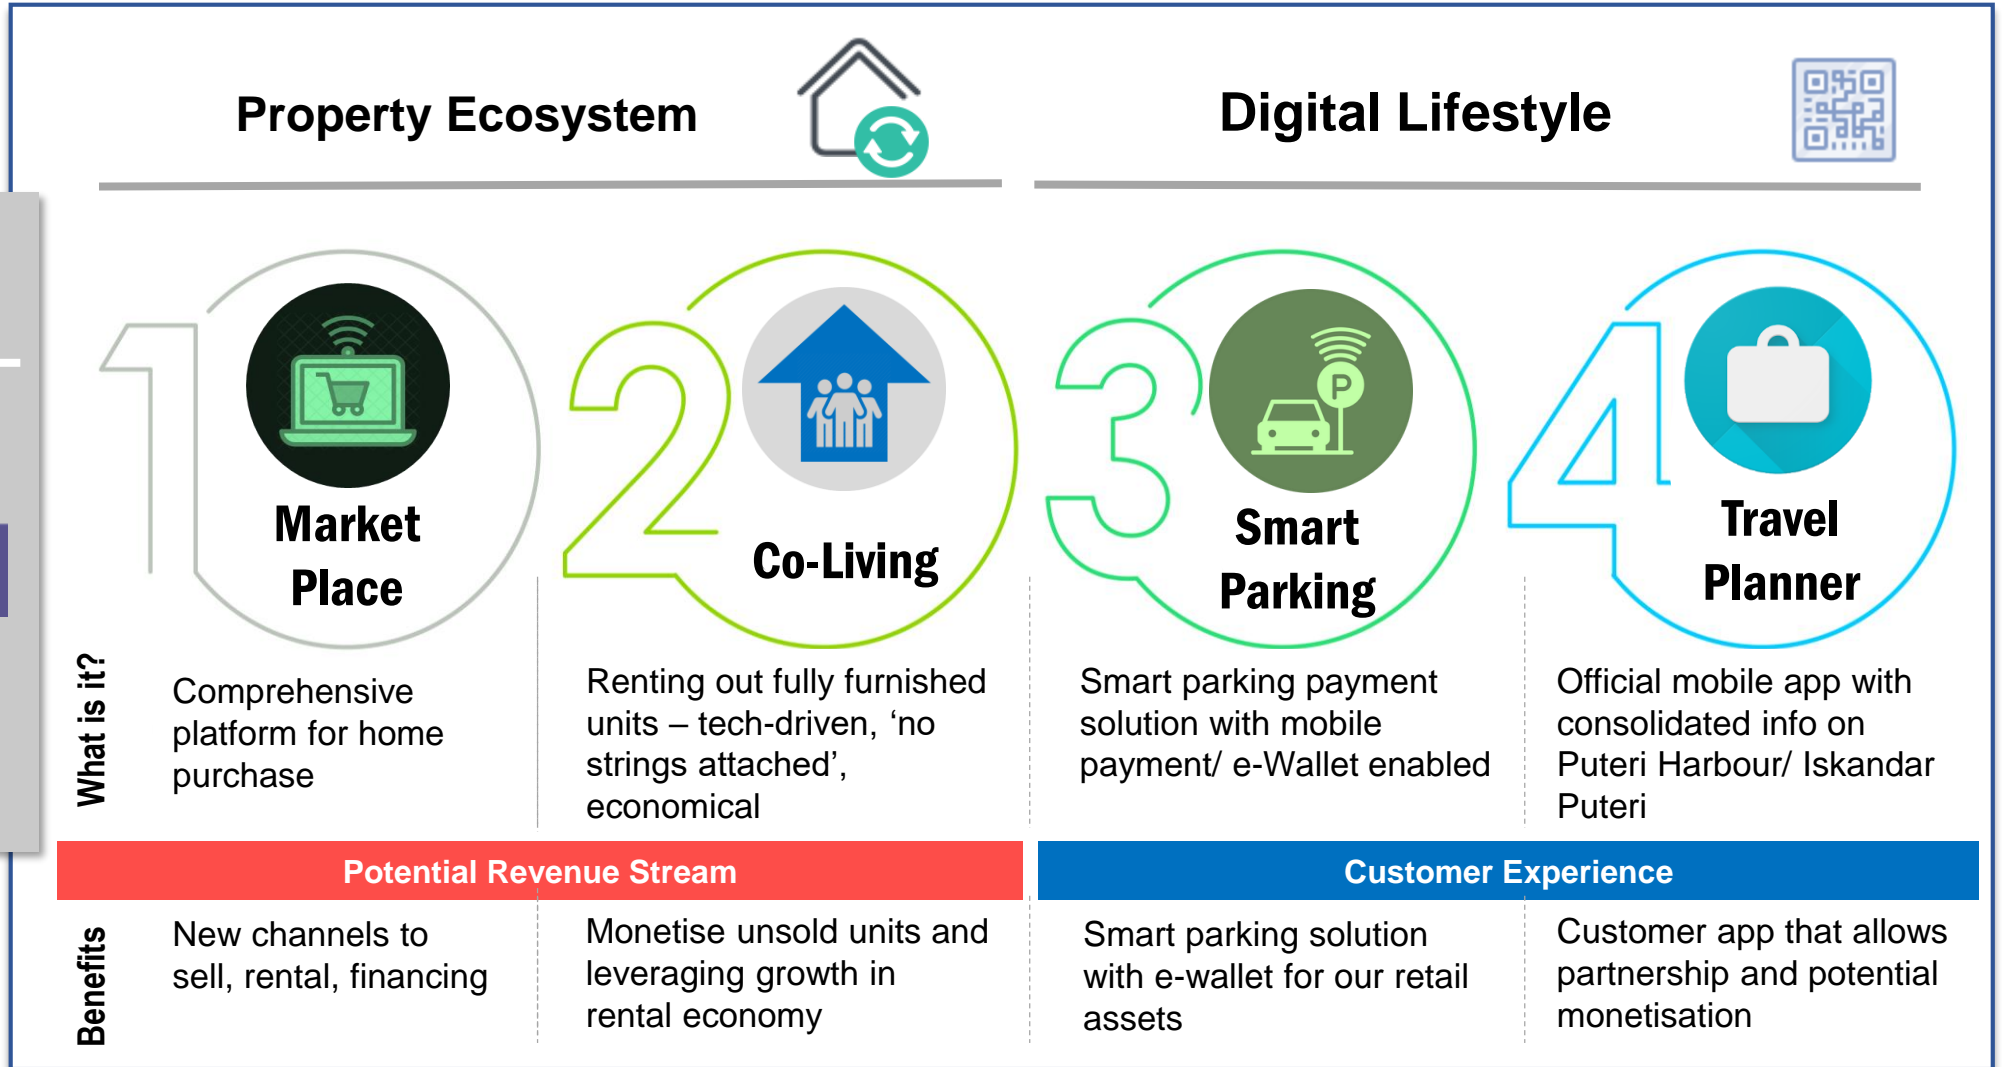 Property Ecosystem
Digital Lifestyle
1
Market
Place
2
Co-Living
3
P
Smart
Parking
4
Travel
Planner
What is it?
Comprehensive
platform for home
purchase
Renting out fully furnished
units – tech-driven, ‘no
strings attached’,
economical
Smart parking payment
solution with mobile
payment/ e-Wallet enabled
Official mobile app with
consolidated info on
Puteri Harbour/ Iskandar
Puteri
Potential Revenue Stream
Customer Experience
Benefits
New channels to
sell, rental, financing
Monetise unsold units and
leveraging growth in
rental economy
Smart parking solution
with e-wallet for our retail
assets
Customer app that allows
partnership and potential
monetisation